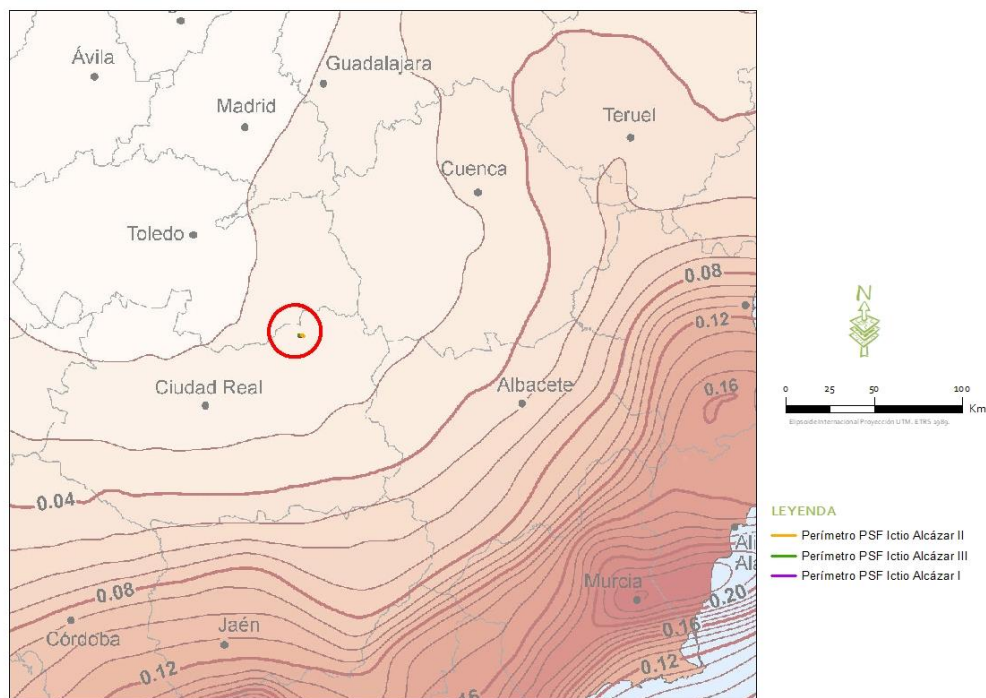 Ávila
Guadalajara
Madrid
Teruel
Cuenca
Toledo
0.08
0.12
0.16
Ciudad Real
Albacete
0.04
0.08
Murcia
0.20
0.16
0.12
Córdoba
Jaén
0.12
N
0 25 50 100
Km
LEYENDA
Perímetro PSF Ictio Alcázar II
Perímetro PSF Ictio Alcázar III
Perímetro PSF Ictio Alcázar I